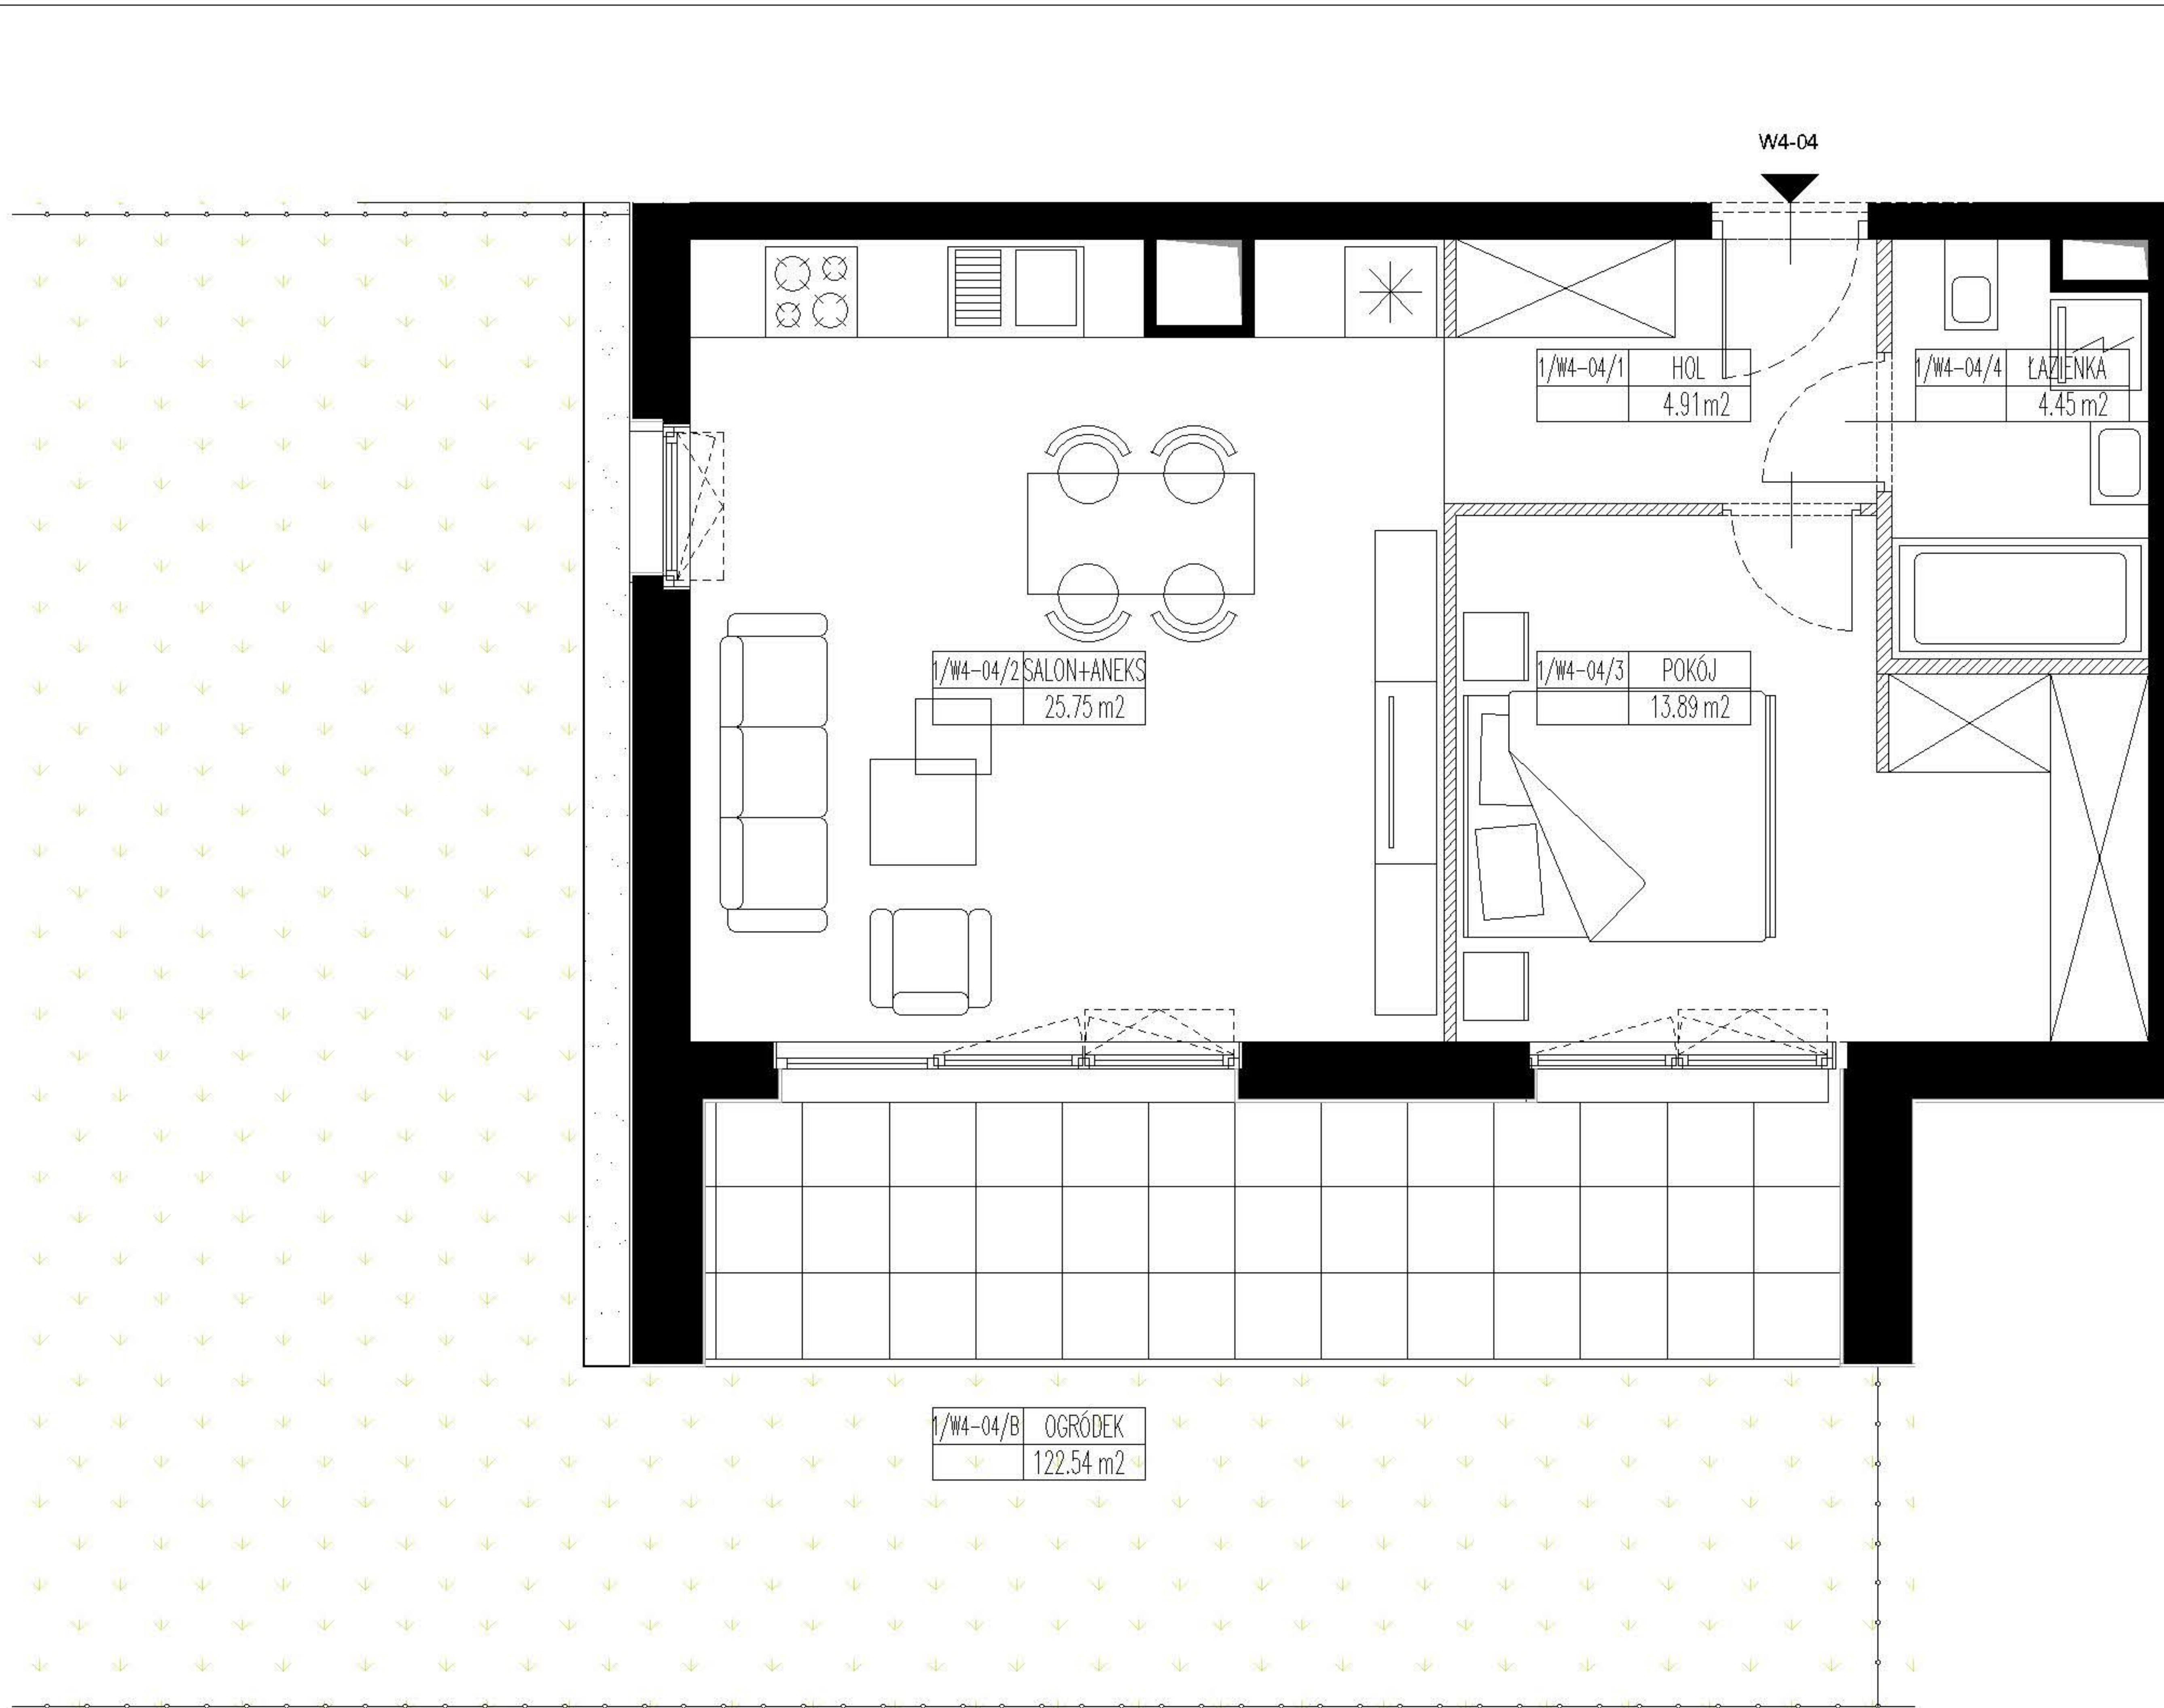 W4-04
1/W4-04/1 HOL
4.91m2
1/W4-04/4 ŁAZIENKA
4.45 m2
1/W4-04/2 SALON+ANEKS
25.75 m2
1/W4-04/3 POKÓJ
13.89 m2
1/W4-04/B OGRÓDEK
122.54 m2